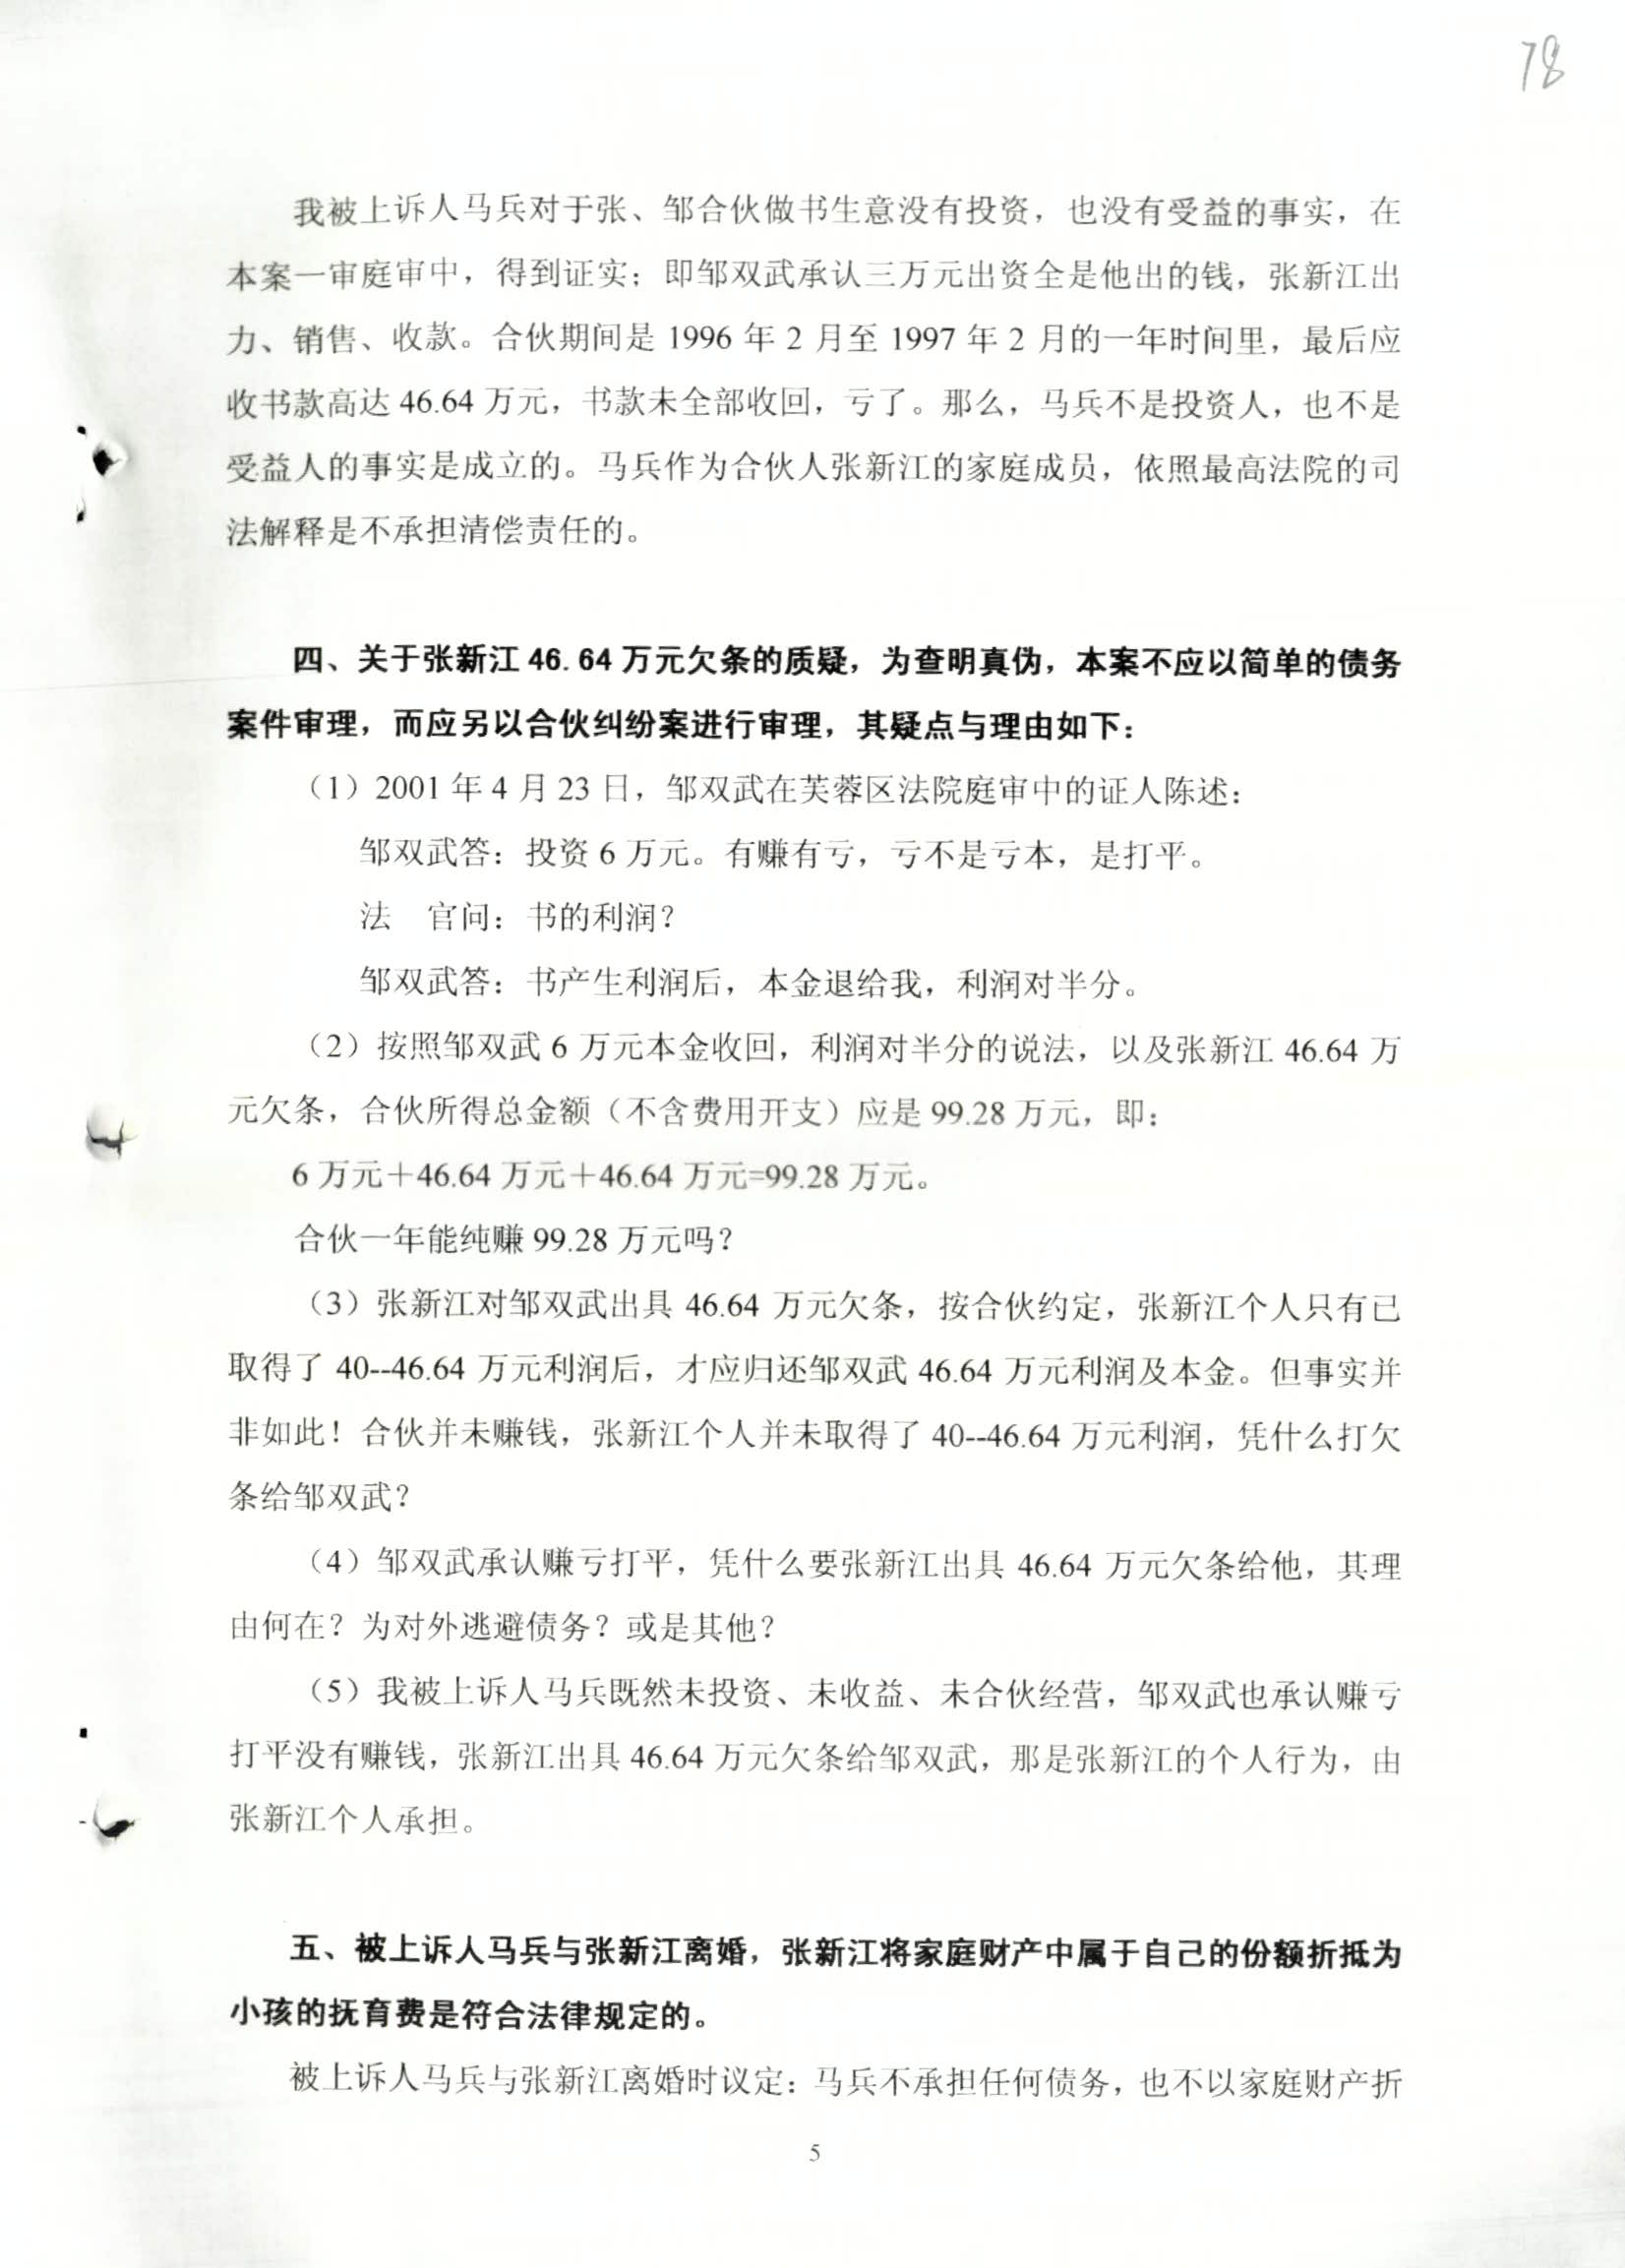 78
我被上诉人马兵对于张、邹合伙做书生意没有投资，也没有受益的事实，在
本案一审庭审中，得到证实；即邹双武承认三万元出资全是他出的钱，张新江出
力、销售、收款。合伙期间是 1996 年 2 月至 1997 年 2 月的一年时间里，最后应
收书款高达 46.64 万元，书款未全部收回，亏了。那么，马兵不是投资人，也不是
受益人的事实是成立的。马兵作为合伙人张新江的家庭成员，依照最高法院的司
法解释是不承担清偿责任的。
四、关于张新江 46.64 万元欠条的质疑，为查明真伪，本案不应以简单的债务
案件审理，而应另以合伙纠纷案进行审理，其疑点与理由如下：
（1）2001 年 4 月 23 日，邹双武在芙蓉区法院庭审中的证人陈述：
邹双武答：投资 6 万元。有赚有亏，亏不是亏本，是打平。
法　官问：书的利润？
邹双武答：书产生利润后，本金退给我，利润对半分。
（2）按照邹双武 6 万元本金收回，利润对半分的说法，以及张新江 46.64 万
元欠条，合伙所得总金额（不含费用开支）应是 99.28 万元，即：
6 万元＋46.64 万元＋46.64 万元=99.28 万元。
合伙一年能纯赚 99.28 万元吗？
（3）张新江对邹双武出具 46.64 万元欠条，按合伙约定，张新江个人只有已
取得了 40--46.64 万元利润后，才应归还邹双武 46.64 万元利润及本金。但事实并
非如此！合伙并未赚钱，张新江个人并未取得了 40--46.64 万元利润，凭什么打欠
条给邹双武？
（4）邹双武承认赚亏打平，凭什么要张新江出具 46.64 万元欠条给他，其理
由何在？为对外逃避债务？或是其他？
（5）我被上诉人马兵既然未投资、未收益、未合伙经营，邹双武也承认赚亏
打平没有赚钱，张新江出具 46.64 万元欠条给邹双武，那是张新江的个人行为，由
张新江个人承担。
五、被上诉人马兵与张新江离婚，张新江将家庭财产中属于自己的份额折抵为
小孩的抚育费是符合法律规定的。
被上诉人马兵与张新江离婚时议定：马兵不承担任何债务，也不以家庭财产折
5